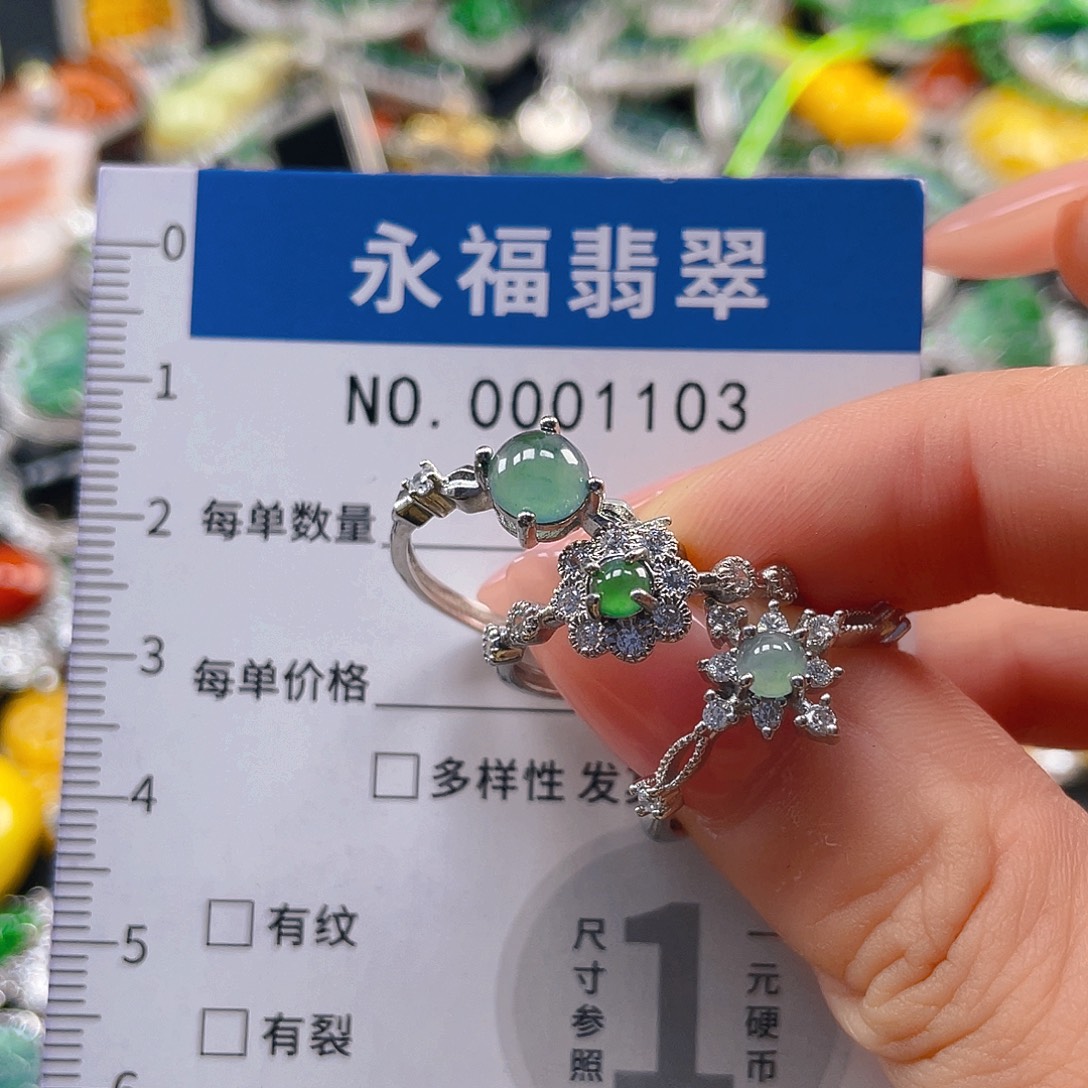 永福翡翠
NO. 0001103
0
1
2
3
4
5
6
每单数量
每单价格
多样性 发
有纹
有裂
尺寸参照
1
一元硬币